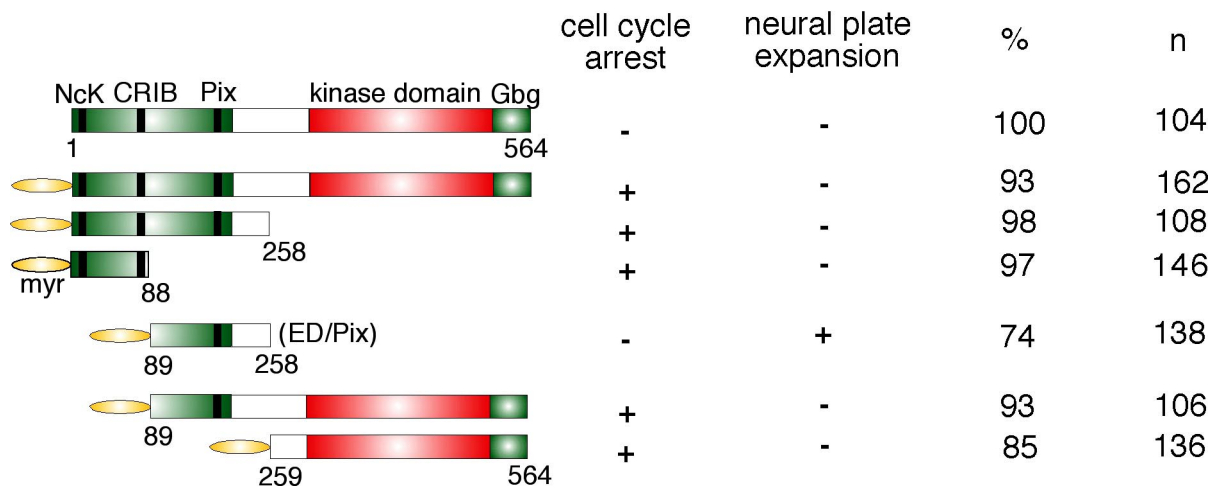 cell cycle arrest neural plate expansion % n
NcK CRIB Pix kinase domain Gbg
- - 100 104
1 564
+ - 93 162
+ - 98 108
258
+ - 97 146
myr 88
(ED/Pix) - + 74 138
89 258
+ - 93 106
89
+ - 85 136
259 564